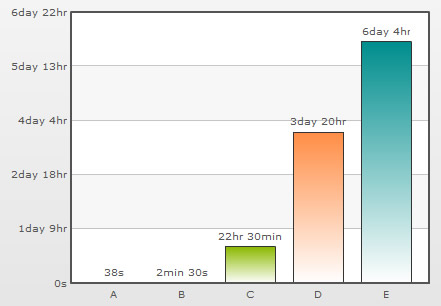 6day 22hr
5day 13hr
4day 4hr
2day 18hr
1day 9hr
0s
38s
2min 30s
22hr 30min
3day 20hr
6day 4hr
A B C D E